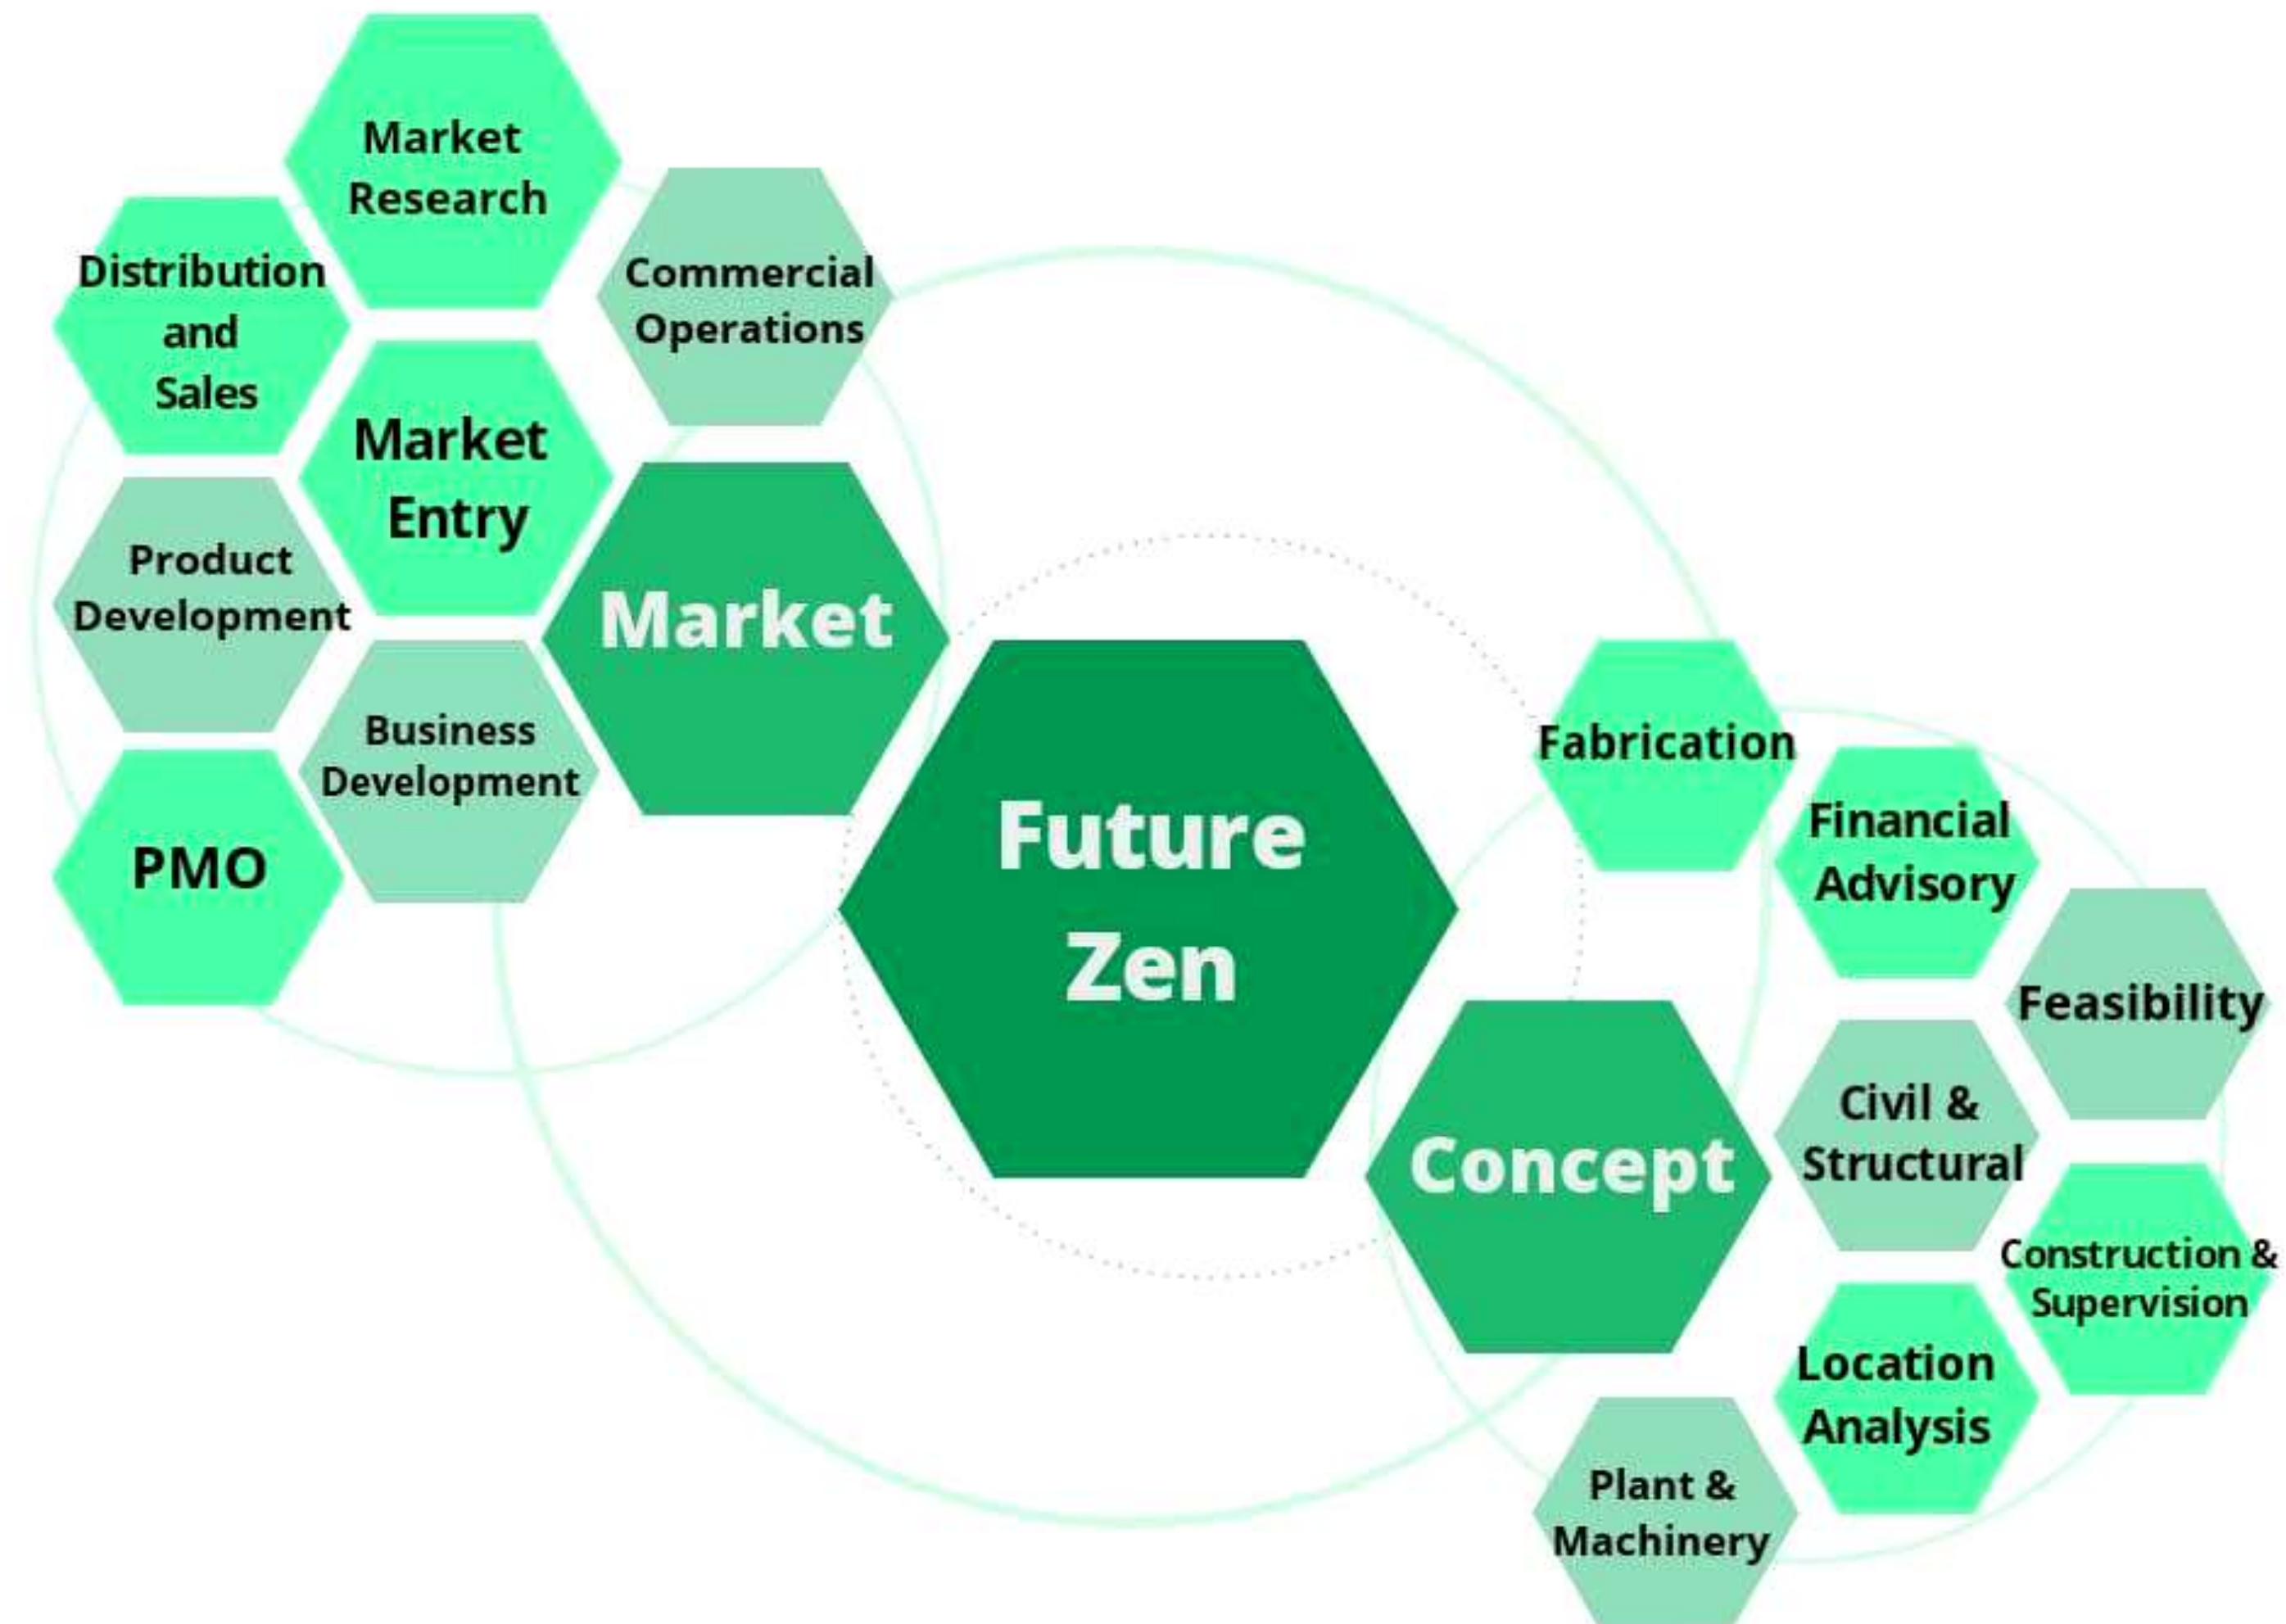 Market
Research
Commercial
Operations
Distribution
and
Sales
Market
Entry
Product
Development
Market
Business
Development
PMO
Future
Zen
Fabrication
Financial
Advisory
Feasibility
Civil &
Structural
Concept
Construction &
Supervision
Location
Analysis
Plant &
Machinery